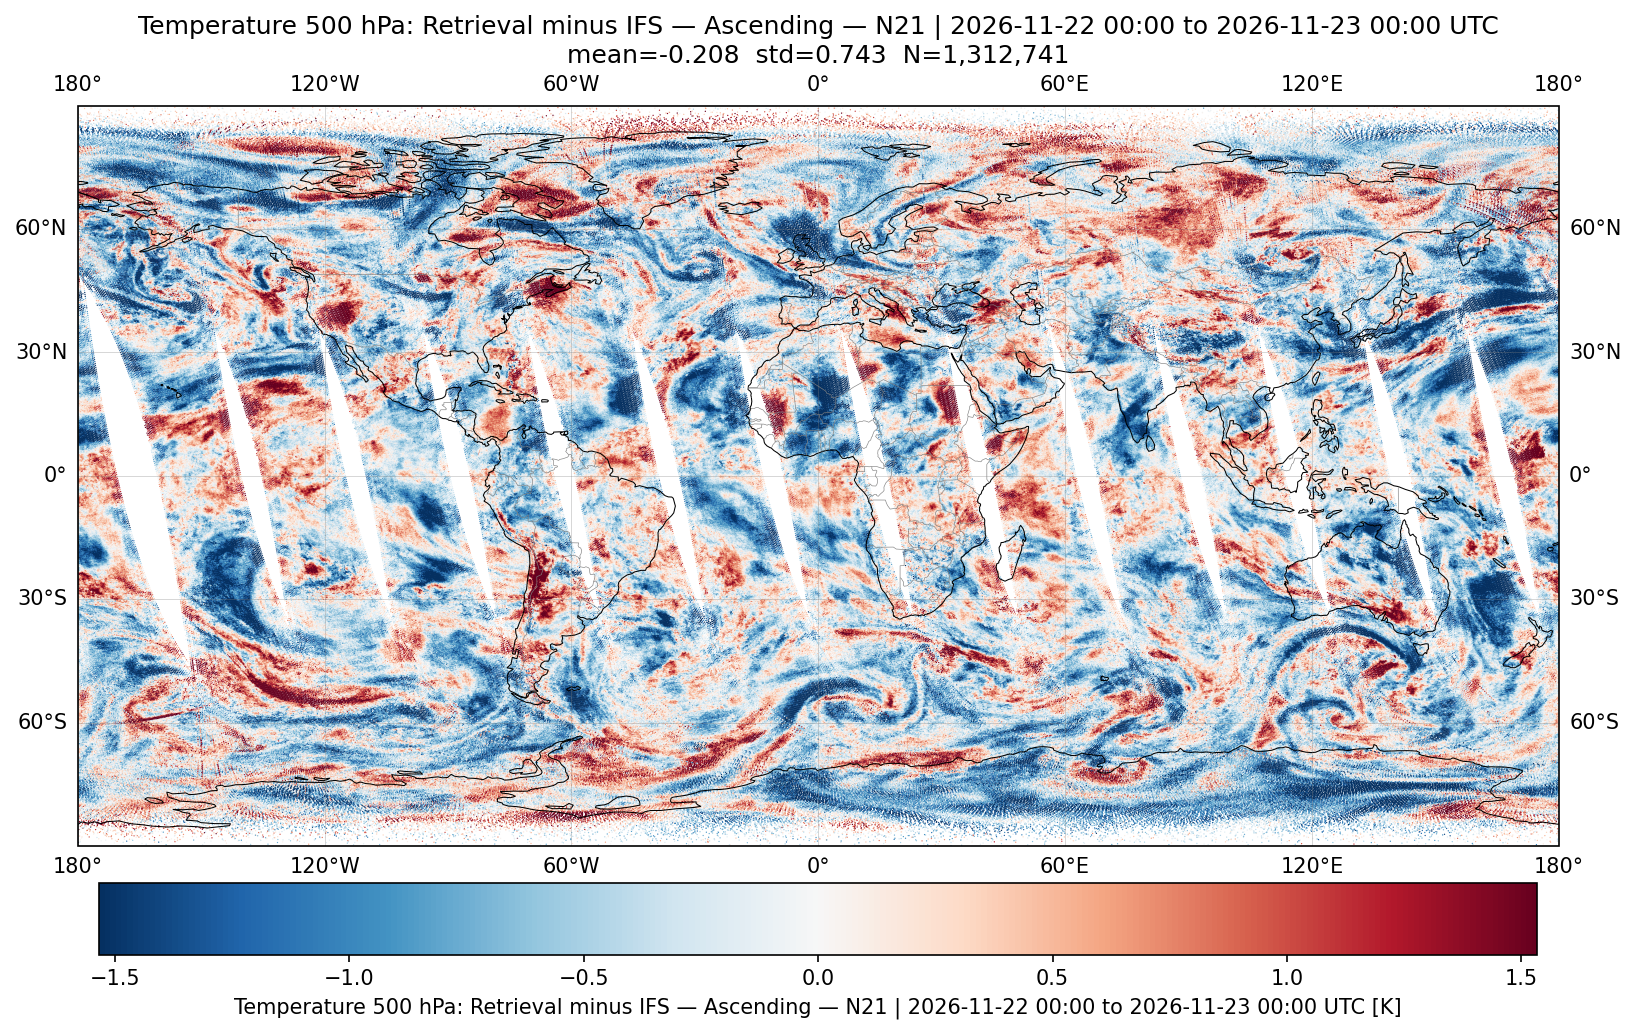 Temperature 500 hPa: Retrieval minus IFS — Ascending — N21 | 2026-11-22 00:00 to 2026-11-23 00:00 UTC
mean=-0.208  std=0.743  N=1,312,741
180° 120°W 60°W 0° 60°E 120°E 180°
60°N 60°N
30°N 30°N
0° 0°
30°S 30°S
60°S 60°S
180° 120°W 60°W 0° 60°E 120°E 180°
−1.5 −1.0 −0.5 0.0 0.5 1.0 1.5
Temperature 500 hPa: Retrieval minus IFS — Ascending — N21 | 2026-11-22 00:00 to 2026-11-23 00:00 UTC [K]